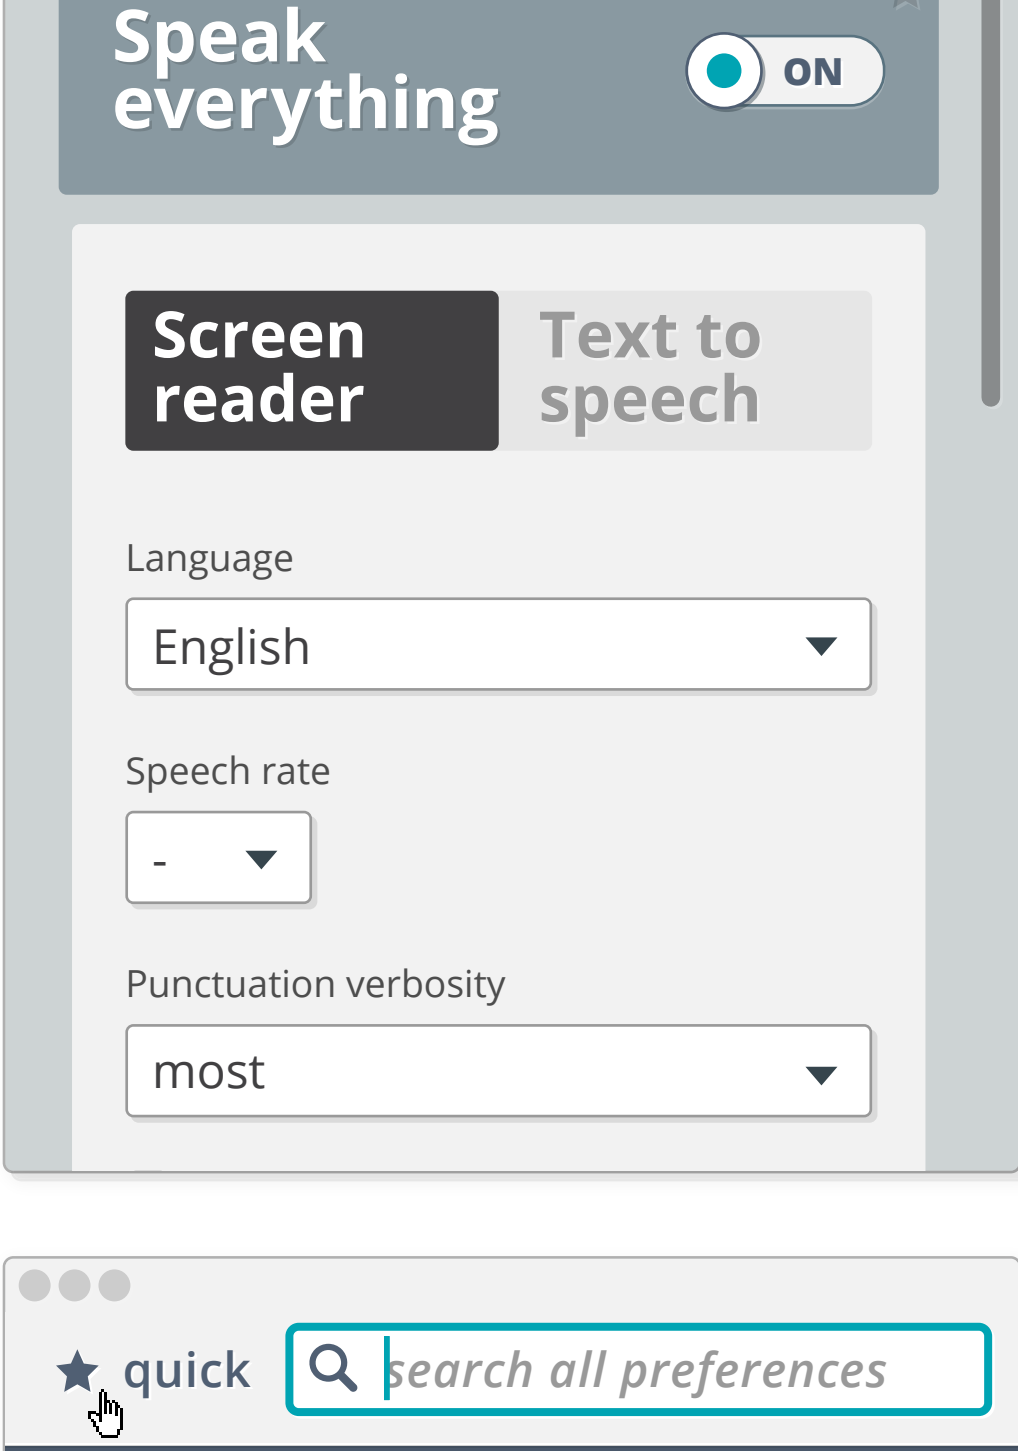 Speak
everything
ON
Screen
reader
Text to
speech
Language
English
Speech rate
-
Punctuation verbosity
most
quick
search all preferences